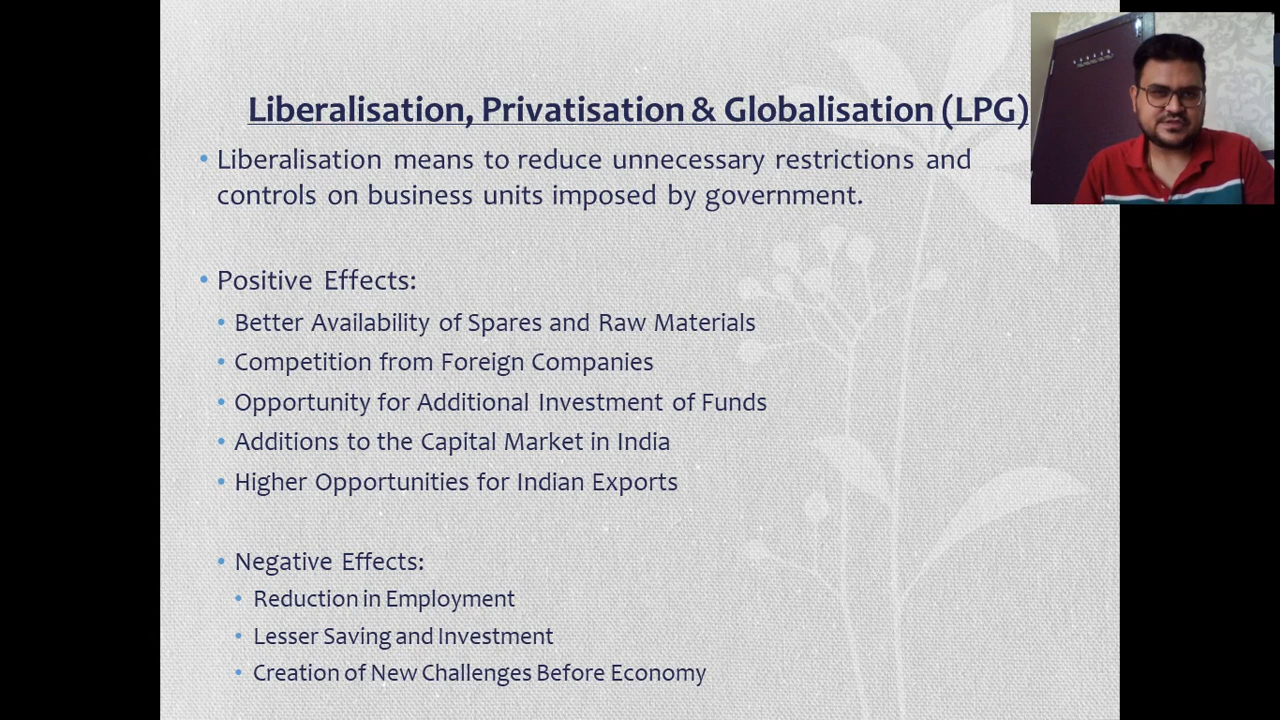 Liberalisation, Privatisation & Globalisation (LPG)
• Liberalisation means to reduce unnecessary restrictions and
controls on business units imposed by government.
• Positive Effects:
• Better Availability of Spares and Raw Materials
• Competition from Foreign Companies
• Opportunity for Additional Investment of Funds
• Additions to the Capital Market in India
• Higher Opportunities for Indian Exports
• Negative Effects:
• Reduction in Employment
• Lesser Saving and Investment
• Creation of New Challenges Before Economy